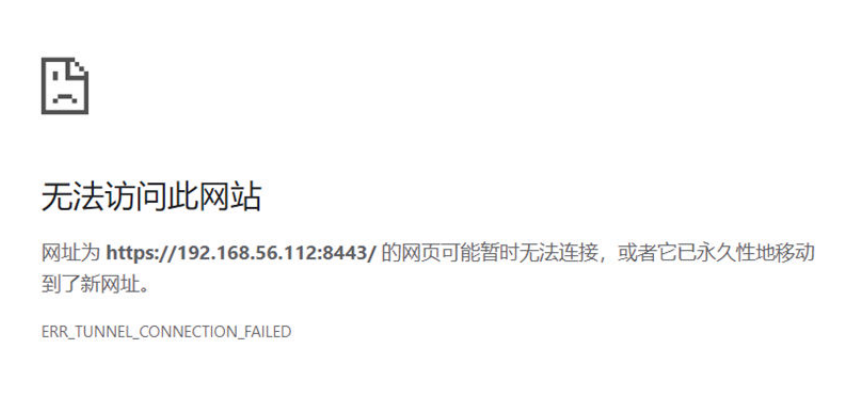 无法访问此网站
网址为 https://192.168.56.112:8443/ 的网页可能暂时无法连接，或者它已永久性地移动
到了新网址。
ERR_TUNNEL_CONNECTION_FAILED